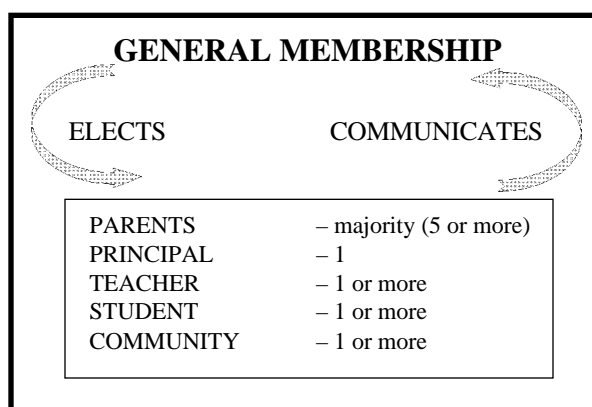 GENERAL MEMBERSHIP
ELECTS COMMUNICATES
PARENTS – majority (5 or more)
PRINCIPAL – 1
TEACHER – 1 or more
STUDENT – 1 or more
COMMUNITY – 1 or more